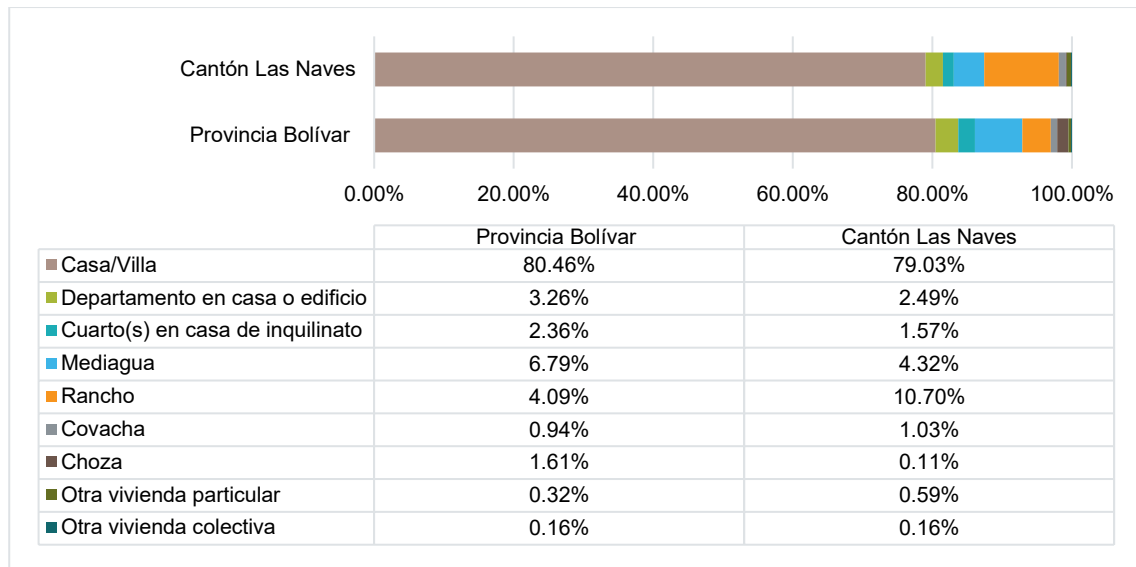 Cantón Las Naves
Provincia Bolívar
0.00% 20.00% 40.00% 60.00% 80.00% 100.00%
Provincia Bolívar Cantón Las Naves
Casa/Villa 80.46% 79.03%
Departamento en casa o edificio 3.26% 2.49%
Cuarto(s) en casa de inquilinato 2.36% 1.57%
Mediagua 6.79% 4.32%
Rancho 4.09% 10.70%
Covacha 0.94% 1.03%
Choza 1.61% 0.11%
Otra vivienda particular 0.32% 0.59%
Otra vivienda colectiva 0.16% 0.16%